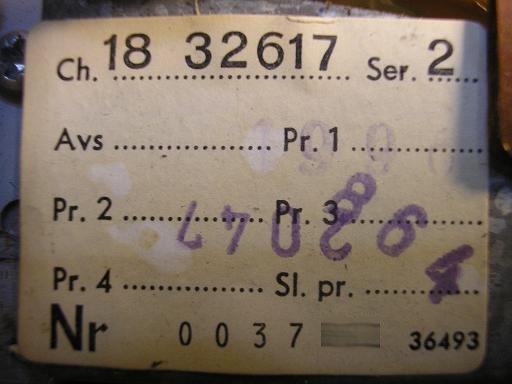 Ch. 18 32617 Ser. 2
Avs Pr. 1
Pr. 2 Pr. 3
Pr. 4 Sl. pr.
Nr 0037 36493